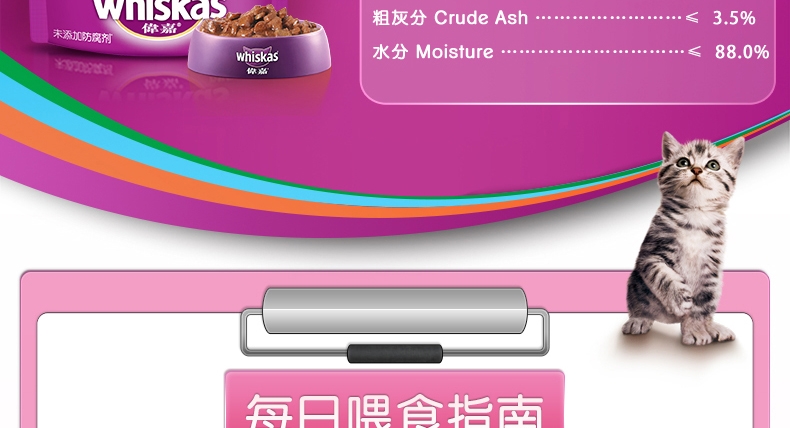 whiskas
伟嘉
未添加防腐剂
whiskas
伟嘉
粗灰分 Crude Ash ………………………≤ 3.5%
水分 Moisture ……………………………≤ 88.0%
每日喂食指南